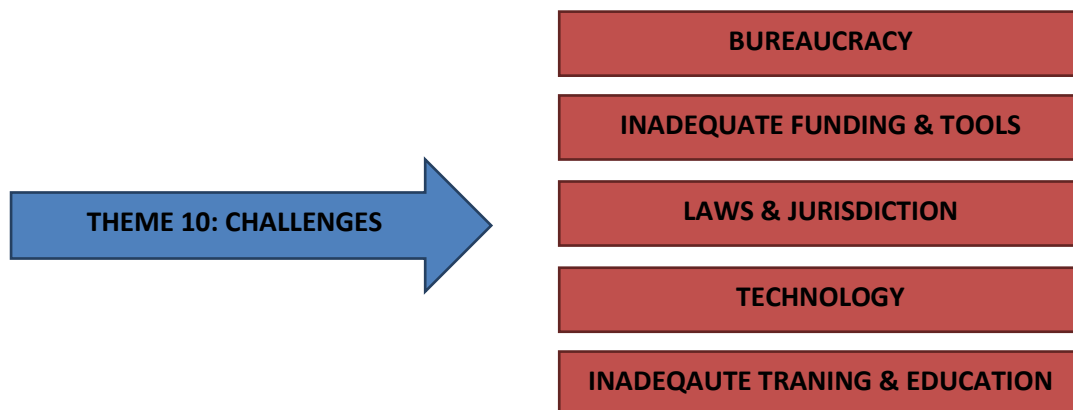 BUREAUCRACY
INADEQUATE FUNDING & TOOLS
THEME 10: CHALLENGES
LAWS & JURISDICTION
TECHNOLOGY
INADEQAUTE TRANING & EDUCATION